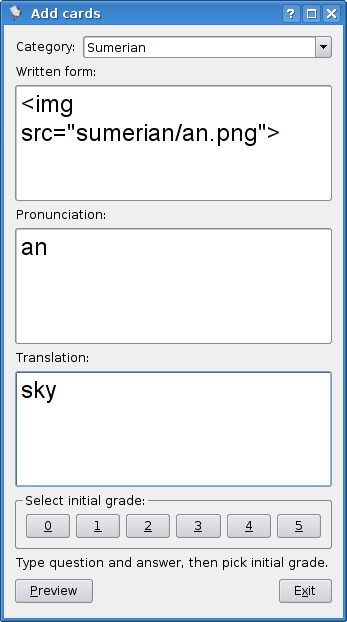 Add cards
Category: Sumerian
Written form:
<img
src="sumerian/an.png">
Pronunciation:
an
Translation:
sky
Select initial grade:
0 1 2 3 4 5
Type question and answer, then pick initial grade.
Preview Exit